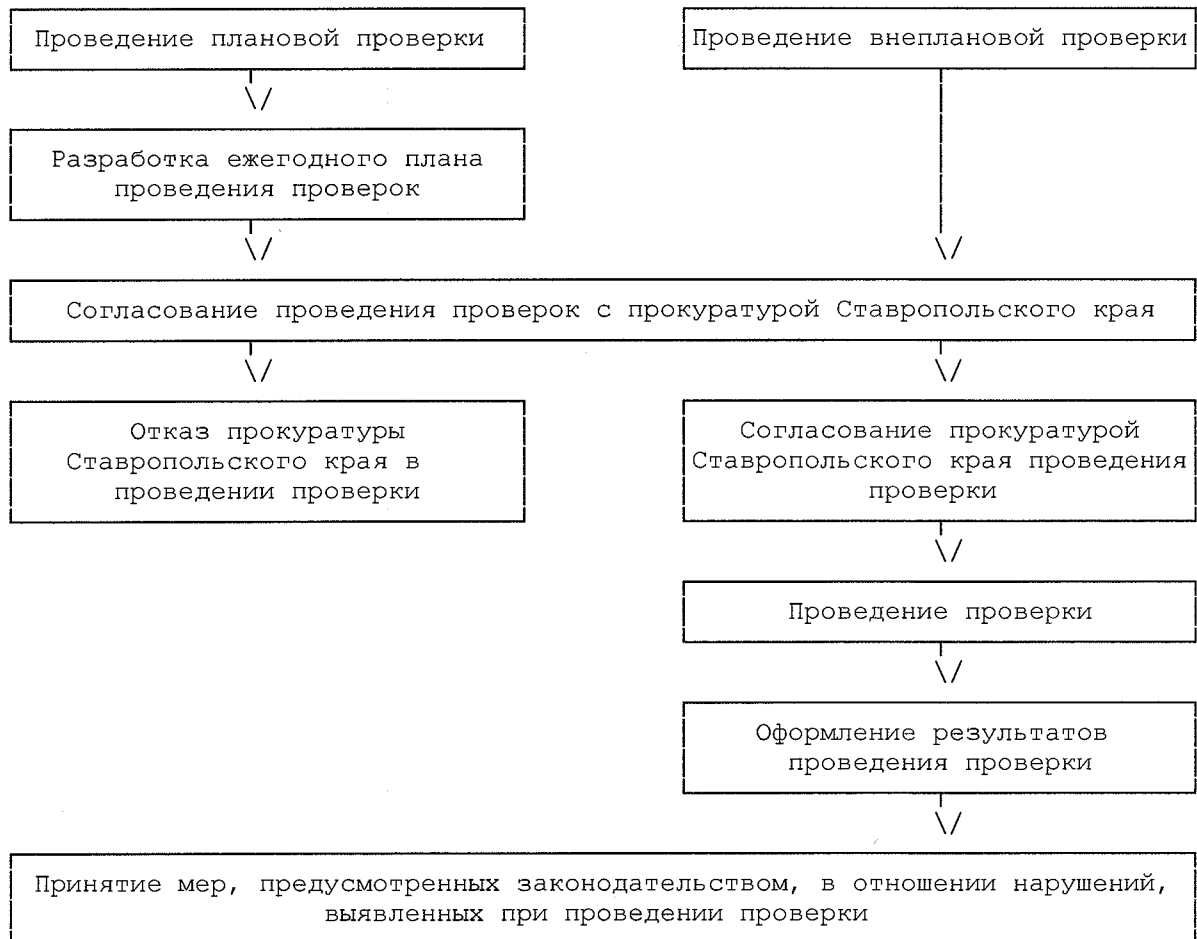 Проведение плановой проверки
Проведение внеплановой проверки
Разработка ежегодного плана
проведения проверок
Согласование проведения проверок с прокуратурой Ставропольского края
Отказ прокуратуры
Ставропольского края в
проведении проверки
Согласование прокуратурой
Ставропольского края проведения
проверки
Проведение проверки
Оформление результатов
проведения проверки
Принятие мер, предусмотренных законодательством, в отношении нарушений,
выявленных при проведении проверки